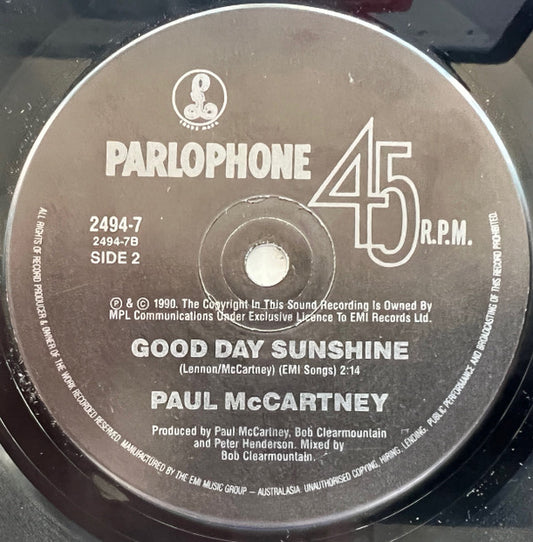 TRADE MARK
PARLOPHONE
45
R.P.M.
2494-7
2494-7B
SIDE 2
℗ & © 1990. The Copyright In This Sound Recording Is Owned By
MPL Communications Under Exclusive Licence To EMI Records Ltd.
GOOD DAY SUNSHINE
(Lennon/McCartney) (EMI Songs) 2:14
PAUL McCARTNEY
Produced by Paul McCartney, Bob Clearmountain
and Peter Henderson. Mixed by
Bob Clearmountain.
ALL RIGHTS OF RECORD PRODUCER & OWNER OF THE WORK RECORDED RESERVED. MANUFACTURED BY THE EMI MUSIC GROUP – AUSTRALASIA. UNAUTHORISED COPYING, HIRING, LENDING, PUBLIC PERFORMANCE AND BROADCASTING OF THIS RECORD PROHIBITED.